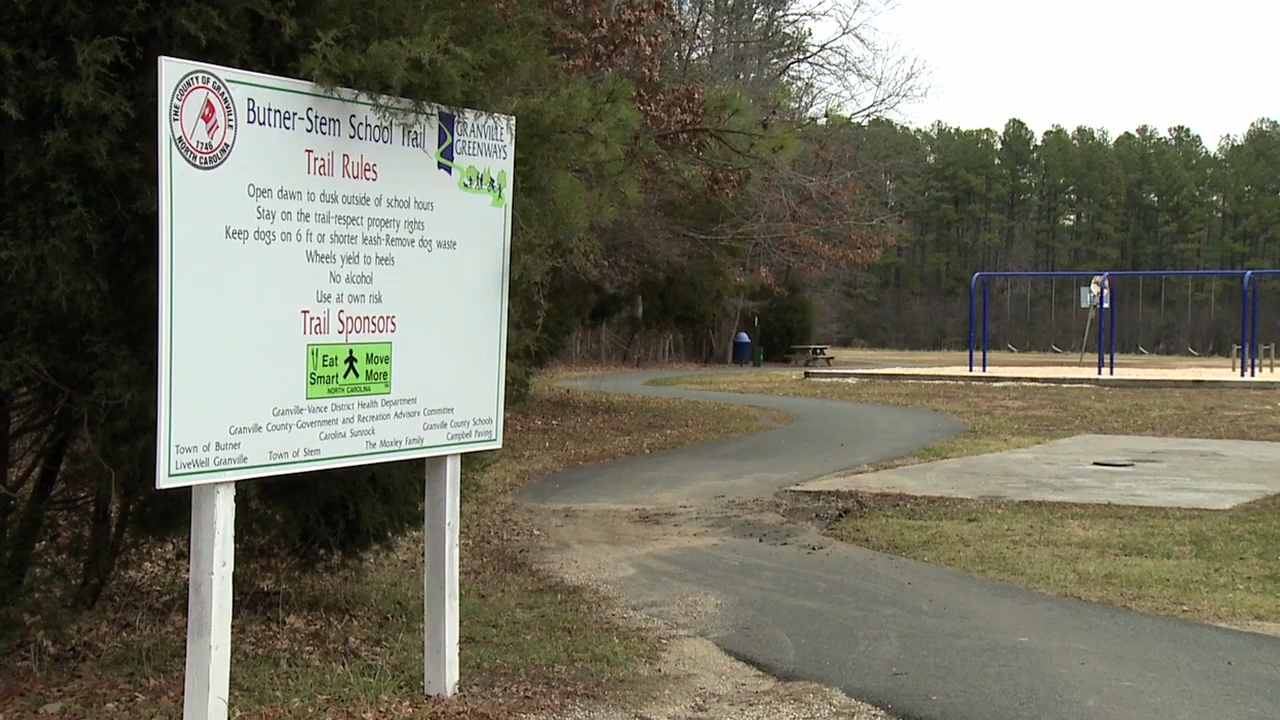 THE COUNTY OF GRANVILLE
1746
NORTH CAROLINA
Butner-Stem School Trail
GRANVILLE
GREENWAYS
Trail Rules
Open dawn to dusk outside of school hours
Stay on the trail-respect property rights
Keep dogs on 6 ft or shorter leash-Remove dog waste
Wheels yield to heels
No alcohol
Use at own risk
Trail Sponsors
Eat Move
Smart More
NORTH CAROLINA
Granville-Vance District Health Department
Granville County-Government and Recreation Advisory Committee
Town of Butner Carolina Sunrock Granville County Schools
LiveWell Granville Town of Stem The Moxley Family Campbell Paving